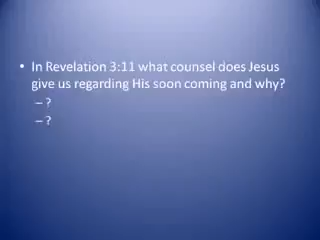 • In Revelation 3:11 what counsel does Jesus
give us regarding His soon coming and why?
– ?
– ?